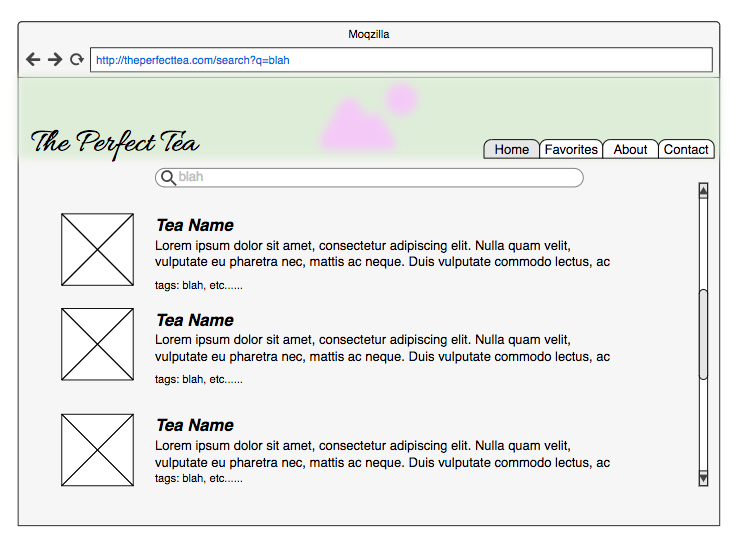 Moqzilla
http://theperfecttea.com/search?q=blah
The Perfect Tea
Home Favorites About Contact
blah
Tea Name
Lorem ipsum dolor sit amet, consectetur adipiscing elit. Nulla quam velit,
vulputate eu pharetra nec, mattis ac neque. Duis vulputate commodo lectus, ac
tags: blah, etc......
Tea Name
Lorem ipsum dolor sit amet, consectetur adipiscing elit. Nulla quam velit,
vulputate eu pharetra nec, mattis ac neque. Duis vulputate commodo lectus, ac
tags: blah, etc......
Tea Name
Lorem ipsum dolor sit amet, consectetur adipiscing elit. Nulla quam velit,
vulputate eu pharetra nec, mattis ac neque. Duis vulputate commodo lectus, ac
tags: blah, etc......